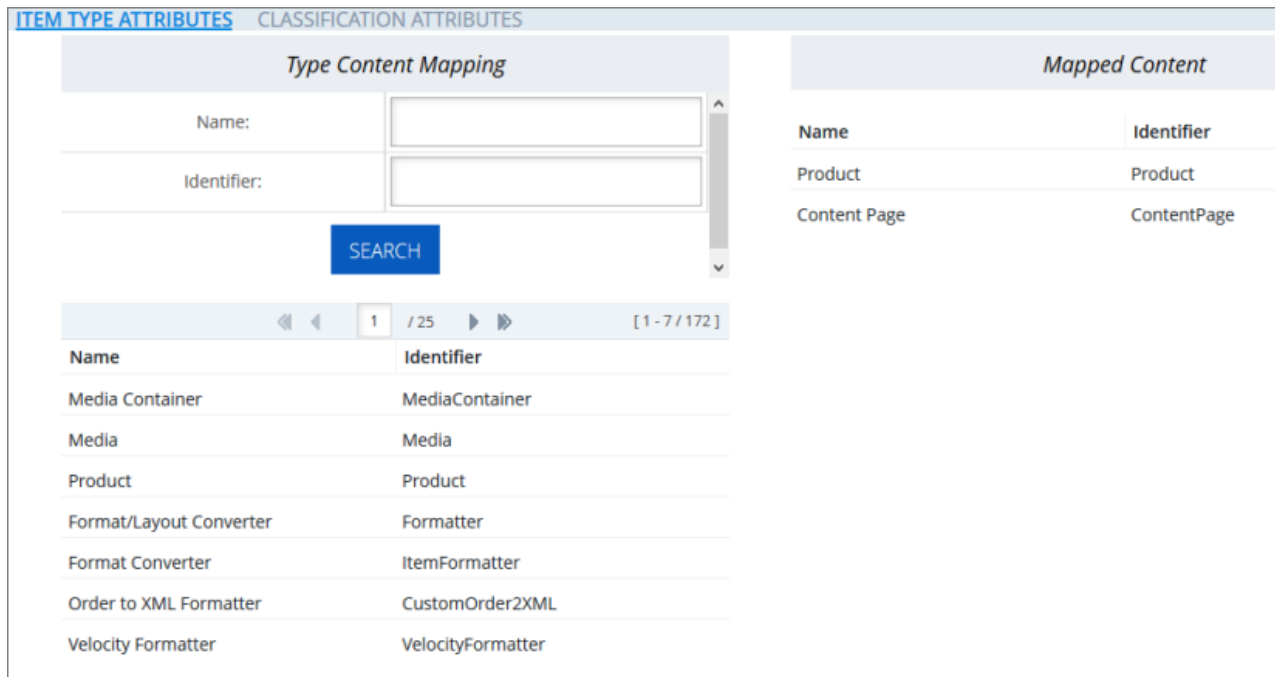 ITEM TYPE ATTRIBUTES CLASSIFICATION ATTRIBUTES
Type Content Mapping
Name:
Identifier:
SEARCH
1 / 25 [ 1 - 7 / 172 ]
Name Identifier
Media Container MediaContainer
Media Media
Product Product
Format/Layout Converter Formatter
Format Converter ItemFormatter
Order to XML Formatter CustomOrder2XML
Velocity Formatter VelocityFormatter
Mapped Content
Name Identifier
Product Product
Content Page ContentPage